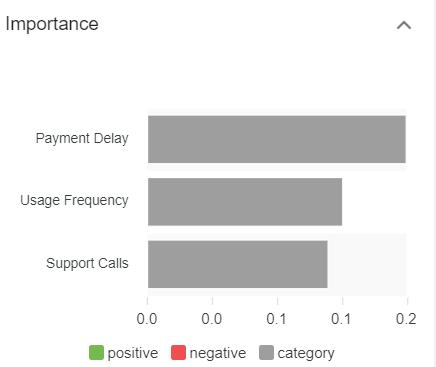 Importance
Payment Delay
Usage Frequency
Support Calls
0.0 0.0 0.1 0.1 0.2
positive negative category